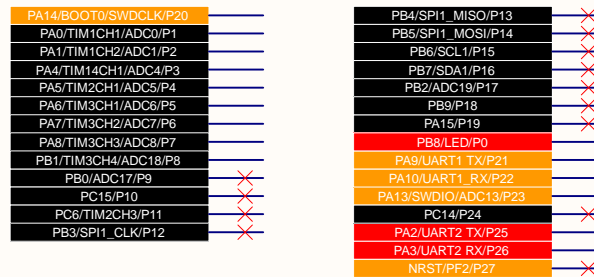 PA14/BOOT0/SWDCLK/P20
PA0/TIM1CH1/ADC0/P1
PA1/TIM1CH2/ADC1/P2
PA4/TIM14CH1/ADC4/P3
PA5/TIM2CH1/ADC5/P4
PA6/TIM3CH1/ADC6/P5
PA7/TIM3CH2/ADC7/P6
PA8/TIM3CH3/ADC8/P7
PB1/TIM3CH4/ADC18/P8
PB0/ADC17/P9
PC15/P10
PC6/TIM2CH3/P11
PB3/SPI1_CLK/P12
PB4/SPI1_MISO/P13
PB5/SPI1_MOSI/P14
PB6/SCL1/P15
PB7/SDA1/P16
PB2/ADC19/P17
PB9/P18
PA15/P19
PB8/LED/P0
PA9/UART1 TX/P21
PA10/UART1_RX/P22
PA13/SWDIO/ADC13/P23
PC14/P24
PA2/UART2 TX/P25
PA3/UART2 RX/P26
NRST/PF2/P27